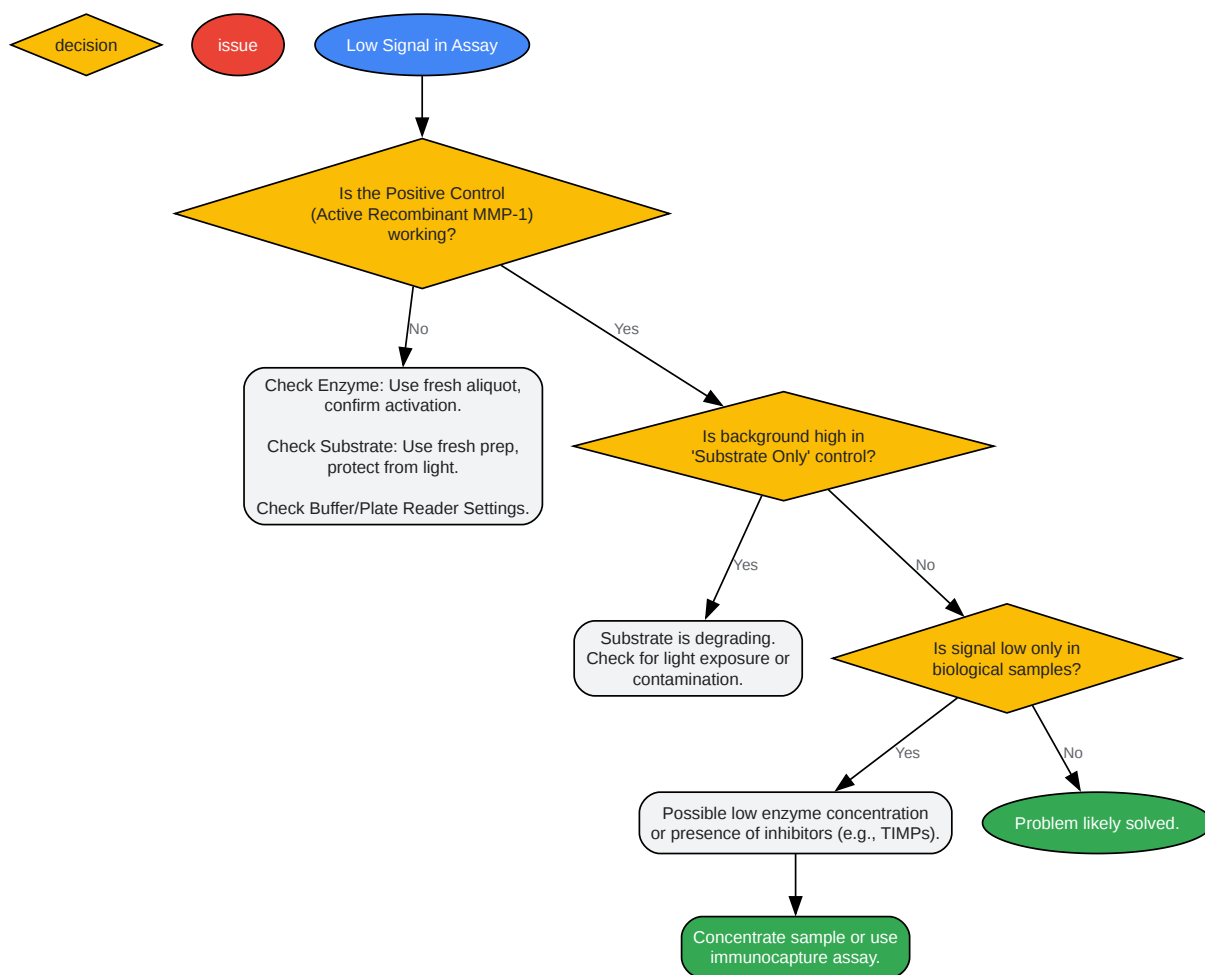 decision
issue
Low Signal in Assay
Is the Positive Control
(Active Recombinant MMP-1)
working?
No
Yes
Check Enzyme: Use fresh aliquot,
confirm activation.
Check Substrate: Use fresh prep,
protect from light.
Check Buffer/Plate Reader Settings.
Is background high in
'Substrate Only' control?
Yes
No
Substrate is degrading.
Check for light exposure or
contamination.
Is signal low only in
biological samples?
Yes
No
Possible low enzyme concentration
or presence of inhibitors (e.g., TIMPs).
Problem likely solved.
Concentrate sample or use
immunocapture assay.